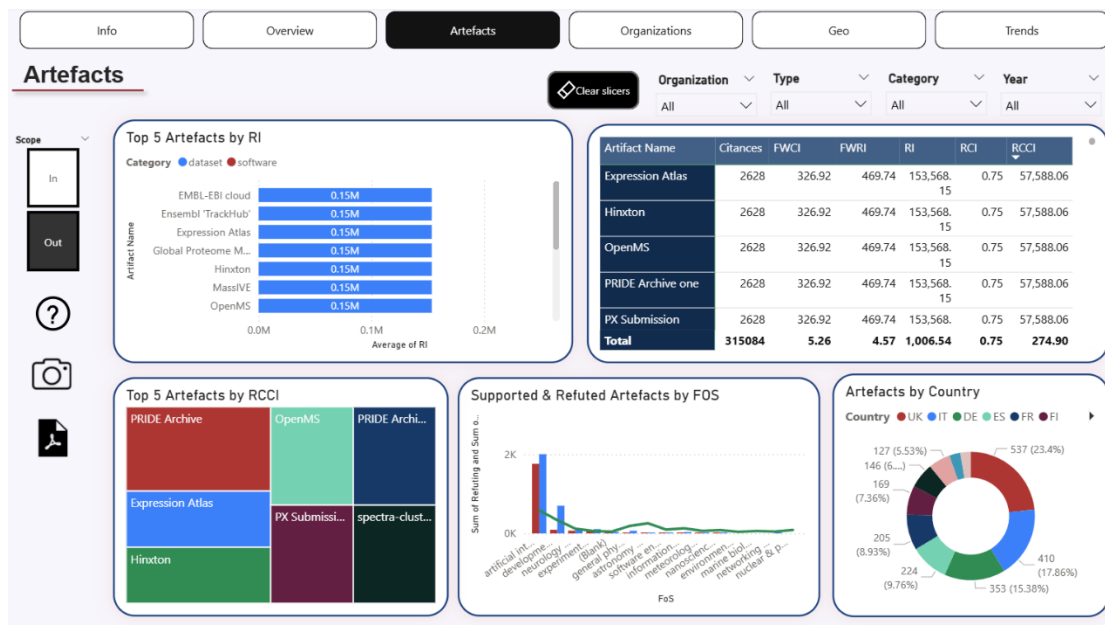 Info
Overview
Artefacts
Organizations
Geo
Trends
Artefacts
Clear slicers
Organization
Type
Category
Year
All
All
All
All
Scope
In
Out
?
Top 5 Artefacts by RI
Category dataset software
Artifact Name
EMBL-EBI cloud
Ensembl 'TrackHub'
Expression Atlas
Global Proteome M...
Hinxton
MassIVE
OpenMS
0.15M
0.15M
0.15M
0.15M
0.15M
0.15M
0.15M
0.0M
0.1M
0.2M
Average of RI
Artifact Name Citances FWCI FWRI RI RCI RCCI
Expression Atlas 2628 326.92 469.74 153,568. 0.75 57,588.06
15
Hinxton 2628 326.92 469.74 153,568. 0.75 57,588.06
15
OpenMS 2628 326.92 469.74 153,568. 0.75 57,588.06
15
PRIDE Archive one 2628 326.92 469.74 153,568. 0.75 57,588.06
15
PX Submission 2628 326.92 469.74 153,568. 0.75 57,588.06
Total 315084 5.26 4.57 1,006.54 0.75 274.90
Top 5 Artefacts by RCCI
PRIDE Archive
Expression Atlas
Hinxton
OpenMS
PX Submissi...
PRIDE Archi...
spectra-clust...
Supported & Refuted Artefacts by FOS
Sum of Refuting and Sum o..
2K
0K
artificial int...
developme...
neurology ...
experiment...
(Blank)
general phy...
astronomy ...
software en...
information...
meteorolog...
nanoscienc...
environmen...
marine biol...
networking ...
nuclear & p...
FoS
Artefacts by Country
Country UK IT DE ES FR FI
537 (23.4%)
410
(17.86%)
353 (15.38%)
224
(9.76%)
205
(8.93%)
169
(7.36%)
146 (6....)
127 (5.53%)